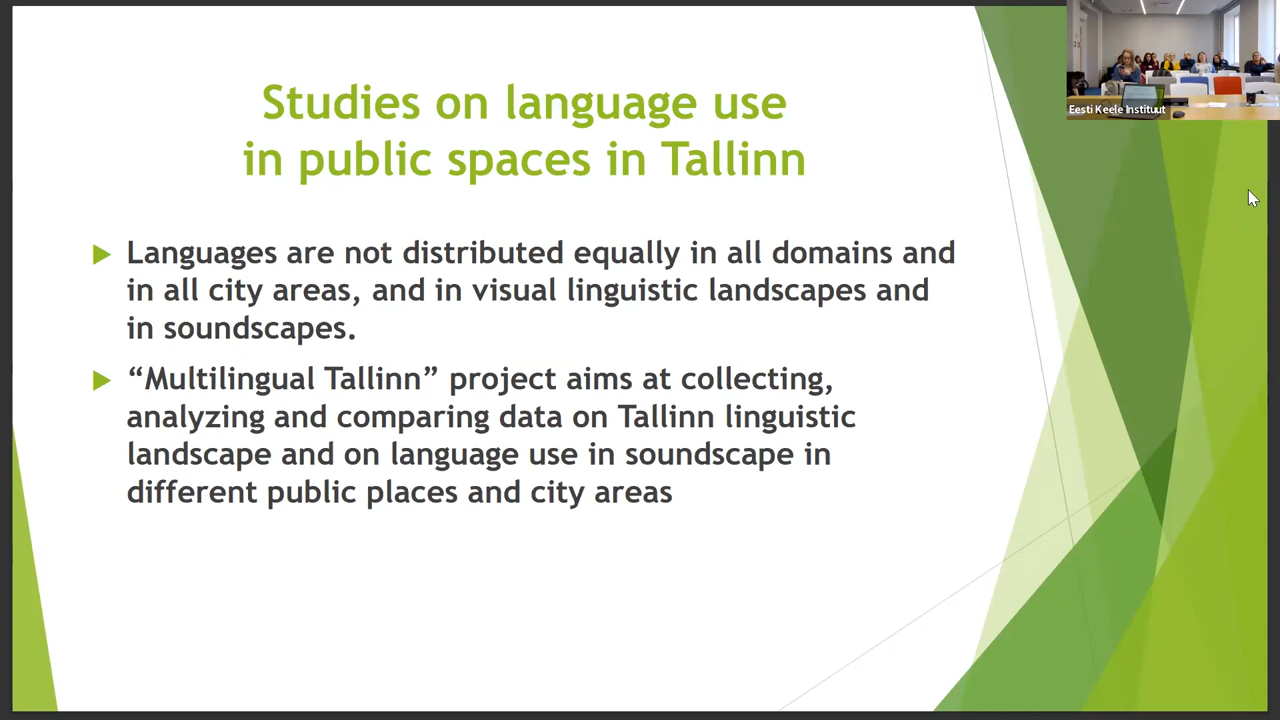 Studies on language use
in public spaces in Tallinn
Languages are not distributed equally in all domains and
in all city areas, and in visual linguistic landscapes and
in soundscapes.
“Multilingual Tallinn” project aims at collecting,
analyzing and comparing data on Tallinn linguistic
landscape and on language use in soundscape in
different public places and city areas
Eesti Keele Instituut